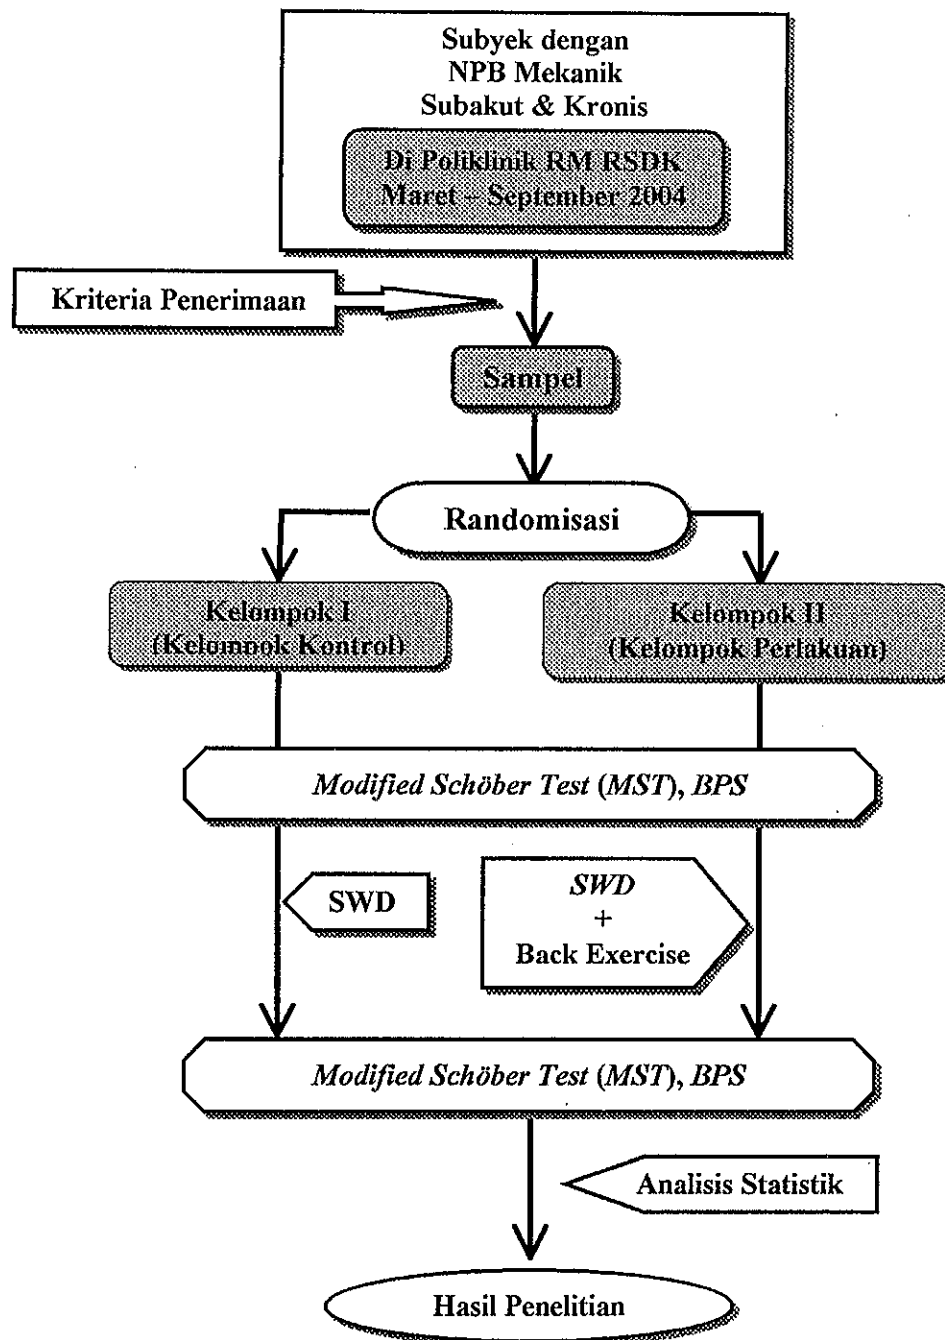 Subyek dengan
NPB Mekanik
Subakut & Kronis
Di Poliklinik RM RSDK
Maret – September 2004
Kriteria Penerimaan
Sampel
Randomisasi
Kelompok I
(Kelompok Kontrol)
Kelompok II
(Kelompok Perlakuan)
Modified Schöber Test (MST), BPS
SWD
SWD
+
Back Exercise
Modified Schöber Test (MST), BPS
Analisis Statistik
Hasil Penelitian